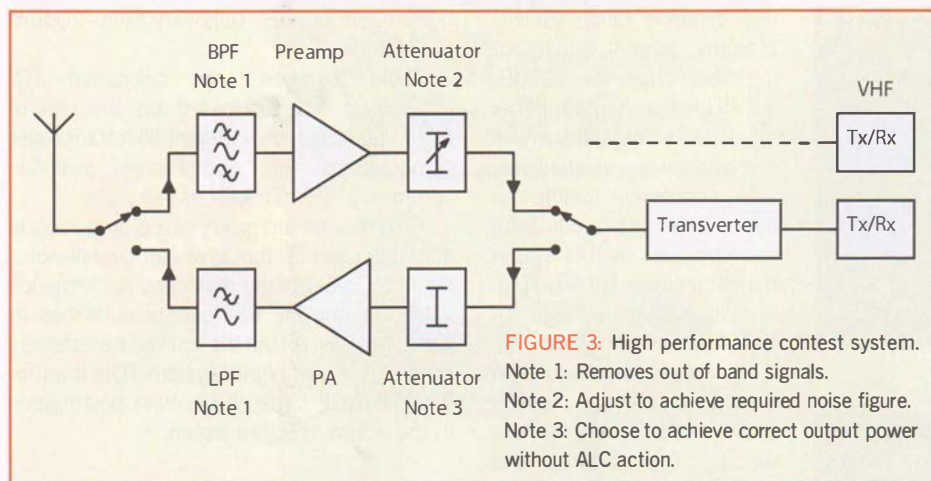 BPF Preamp Attenuator
Note 1 Note 2
VHF
Tx/Rx
Transverter Tx/Rx
LPF PA Attenuator
Note 1 Note 3
FIGURE 3: High performance contest system.
Note 1: Removes out of band signals.
Note 2: Adjust to achieve required noise figure.
Note 3: Choose to achieve correct output power
without ALC action.